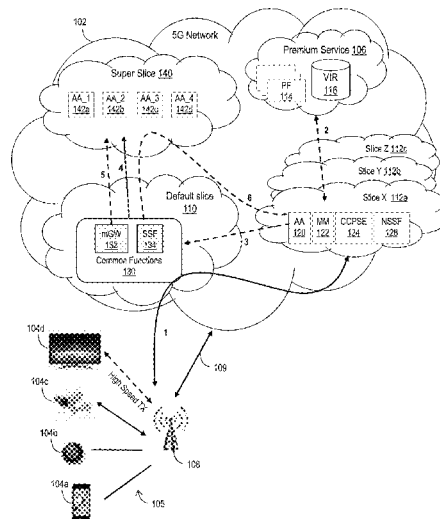 102
5G Network
Premium Service 106
Super Slice 140
VIR
116
PF
114
AA_1
142a
AA_2
142b
AA_3
142c
AA_4
142d
2
5
4
6
Slice Z 112c
Slice Y 112b
Slice X 112a
Default slice
110
AA
120
MM
122
CCPSE
124
NSSF
126
3
SSF
134
Common Functions
130
1
109
104d
High Speed TX
104c
108
104a
105